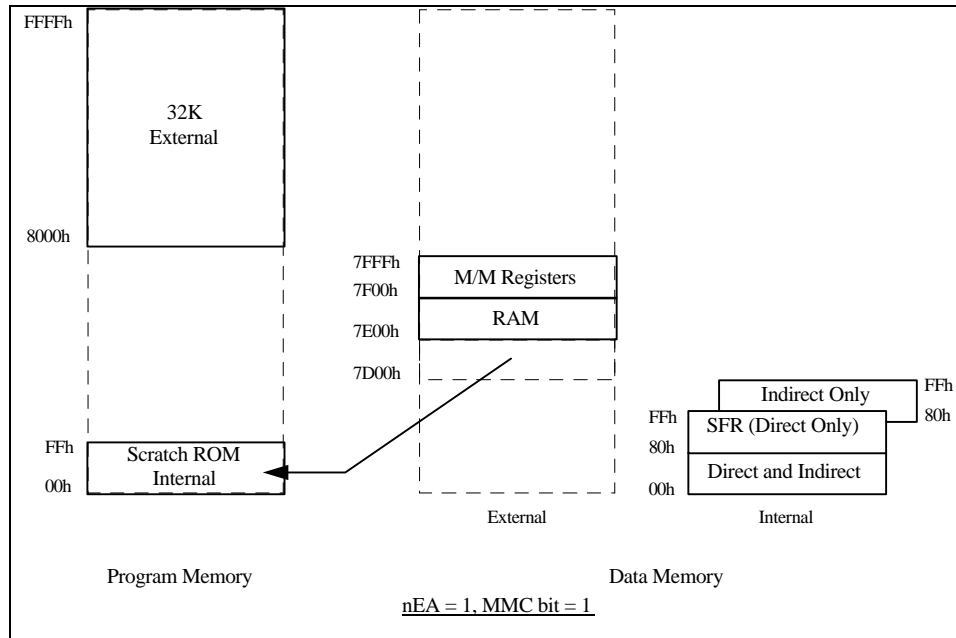 FFFFh
32K
External
8000h
7FFFh
M/M Registers
7F00h
RAM
7E00h
7D00h
Indirect Only
FFh
FFh
SFR (Direct Only)
80h
80h
FFh
Scratch ROM
Internal
00h
Direct and Indirect
00h
External
Internal
Program Memory
Data Memory
nEA = 1, MMC bit = 1